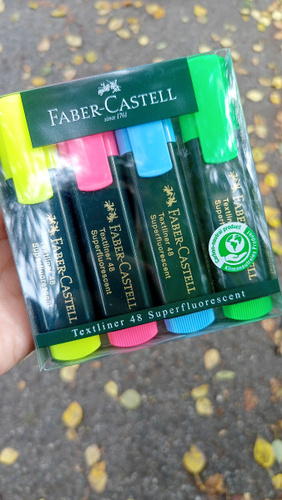 FABER-CASTELL
since 1761
FABER-CASTELL
Textliner 48
Superfluorescent
FABER-CASTELL
Textliner 48
Superfluorescent
FABER-CASTELL
Textliner 48
Superfluorescent
Textliner 48 Superfluorescent